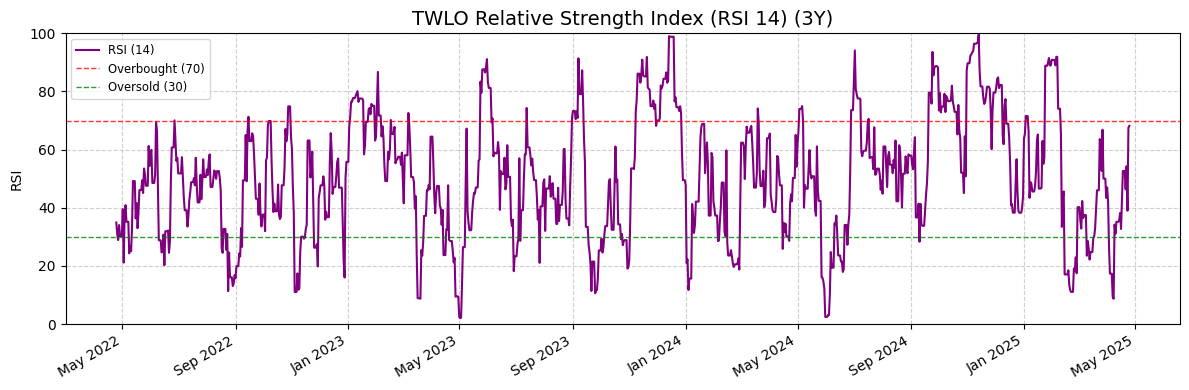 TWLO Relative Strength Index (RSI 14) (3Y)
RSI (14)
Overbought (70)
Oversold (30)
RSI
100
80
60
40
20
0
May 2022
Sep 2022
Jan 2023
May 2023
Sep 2023
Jan 2024
May 2024
Sep 2024
Jan 2025
May 2025